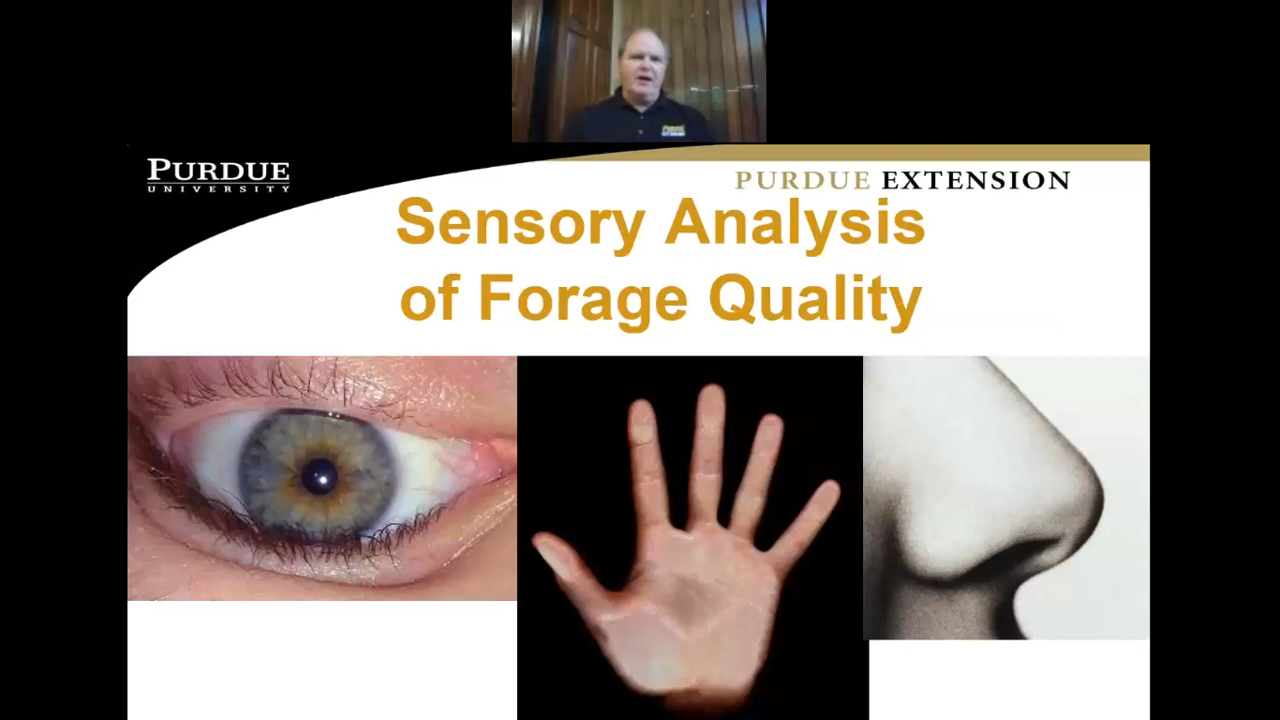 PURDUE
UNIVERSITY
PURDUE EXTENSION
Sensory Analysis
of Forage Quality